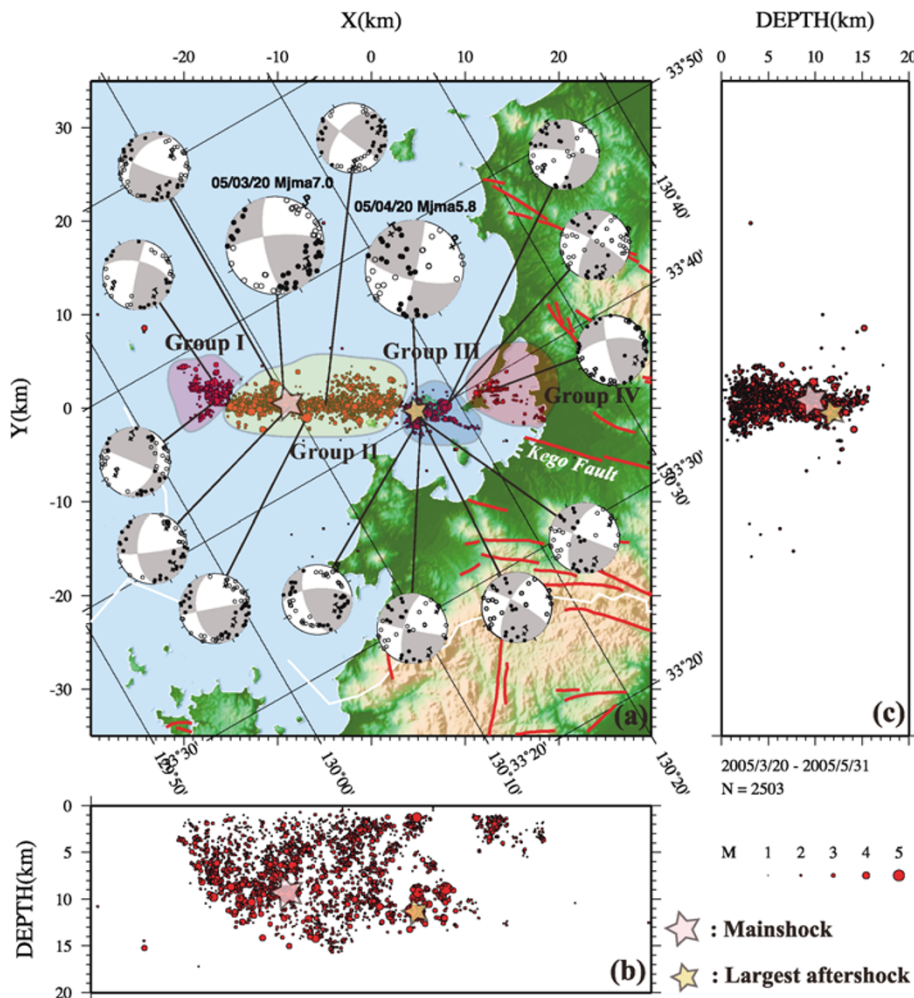 X(km)
-20 -10 0 10 20
33°50'
130°40'
33°40'
33°30'
130°30'
33°20'
130°20'
33°20'
130°10'
130°00'
33°30'
129°50'
Y(km)
30
20
10
0
-10
-20
-30
05/03/20 Mjma7.0
05/04/20 Mjma5.8
Group I
Group III
Group IV
Group II
Kego Fault
(a)
DEPTH(km)
0 5 10 15 20
(c)
2005/3/20 - 2005/5/31
N = 2503
M 1 2 3 4 5
: Mainshock
: Largest aftershock
DEPTH(km)
0
5
10
15
20
(b)